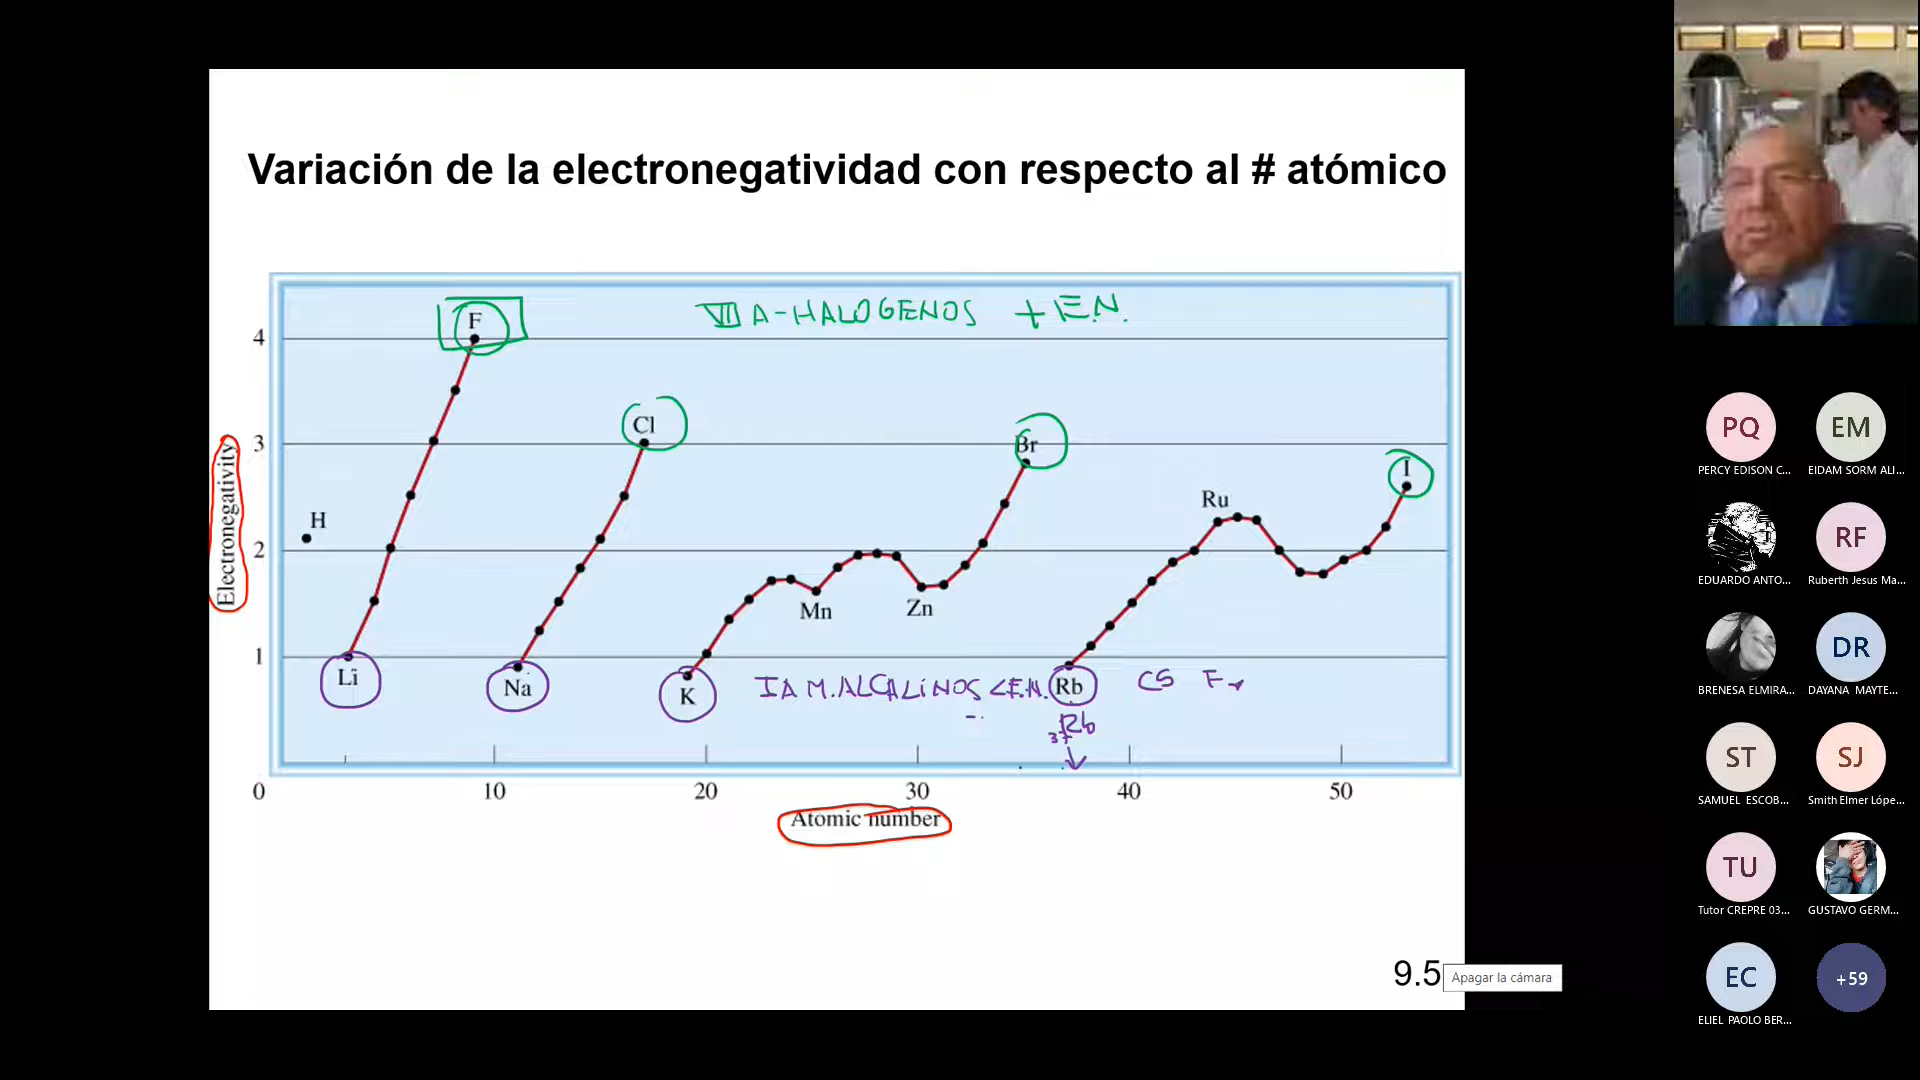 Variación de la electronegatividad con respecto al # atómico
VII A-HALOGENOS + E.N.
Electronegativity
4
3
2
1
F
Cl
Br
I
H
Ru
Mn
Zn
Li
Na
K
IA M.ALCALINOS <E.N.
Rb
CS Fr
37Rb
0 10 20 30 40 50
Atomic number
9.5
Apagar la cámara
PQ EM
PERCY EDISON C... EIDAM SORM ALI...
RF
EDUARDO ANTO... Ruberth Jesus Ma...
DR
BRENESA ELMIRA... DAYANA MAYTE...
ST SJ
SAMUEL ESCOB... Smith Elmer Lópe...
TU
Tutor CREPRE 03... GUSTAVO GERM...
EC +59
ELIEL PAOLO BER...